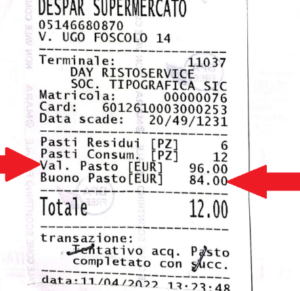 DESPAR SUPERMERCATO
05146680870
V. UGO FOSCOLO 14
Terminale: 11037
DAY RISTOSERVICE
SOC. TIPOGRAFICA SIC
Matricola: 00000076
Card: 6012610003000253
Data scade: 20/49/1231
Pasti Residui [PZ] 6
Pasti Consum. [PZ] 12
Val. Pasto [EUR] 96.00
Buono Pasto[EUR] 84.00
Totale 12.00
transazione:
Tentativo acq. Pasto
completato con succ.
data:11/04/2022 13:23:48